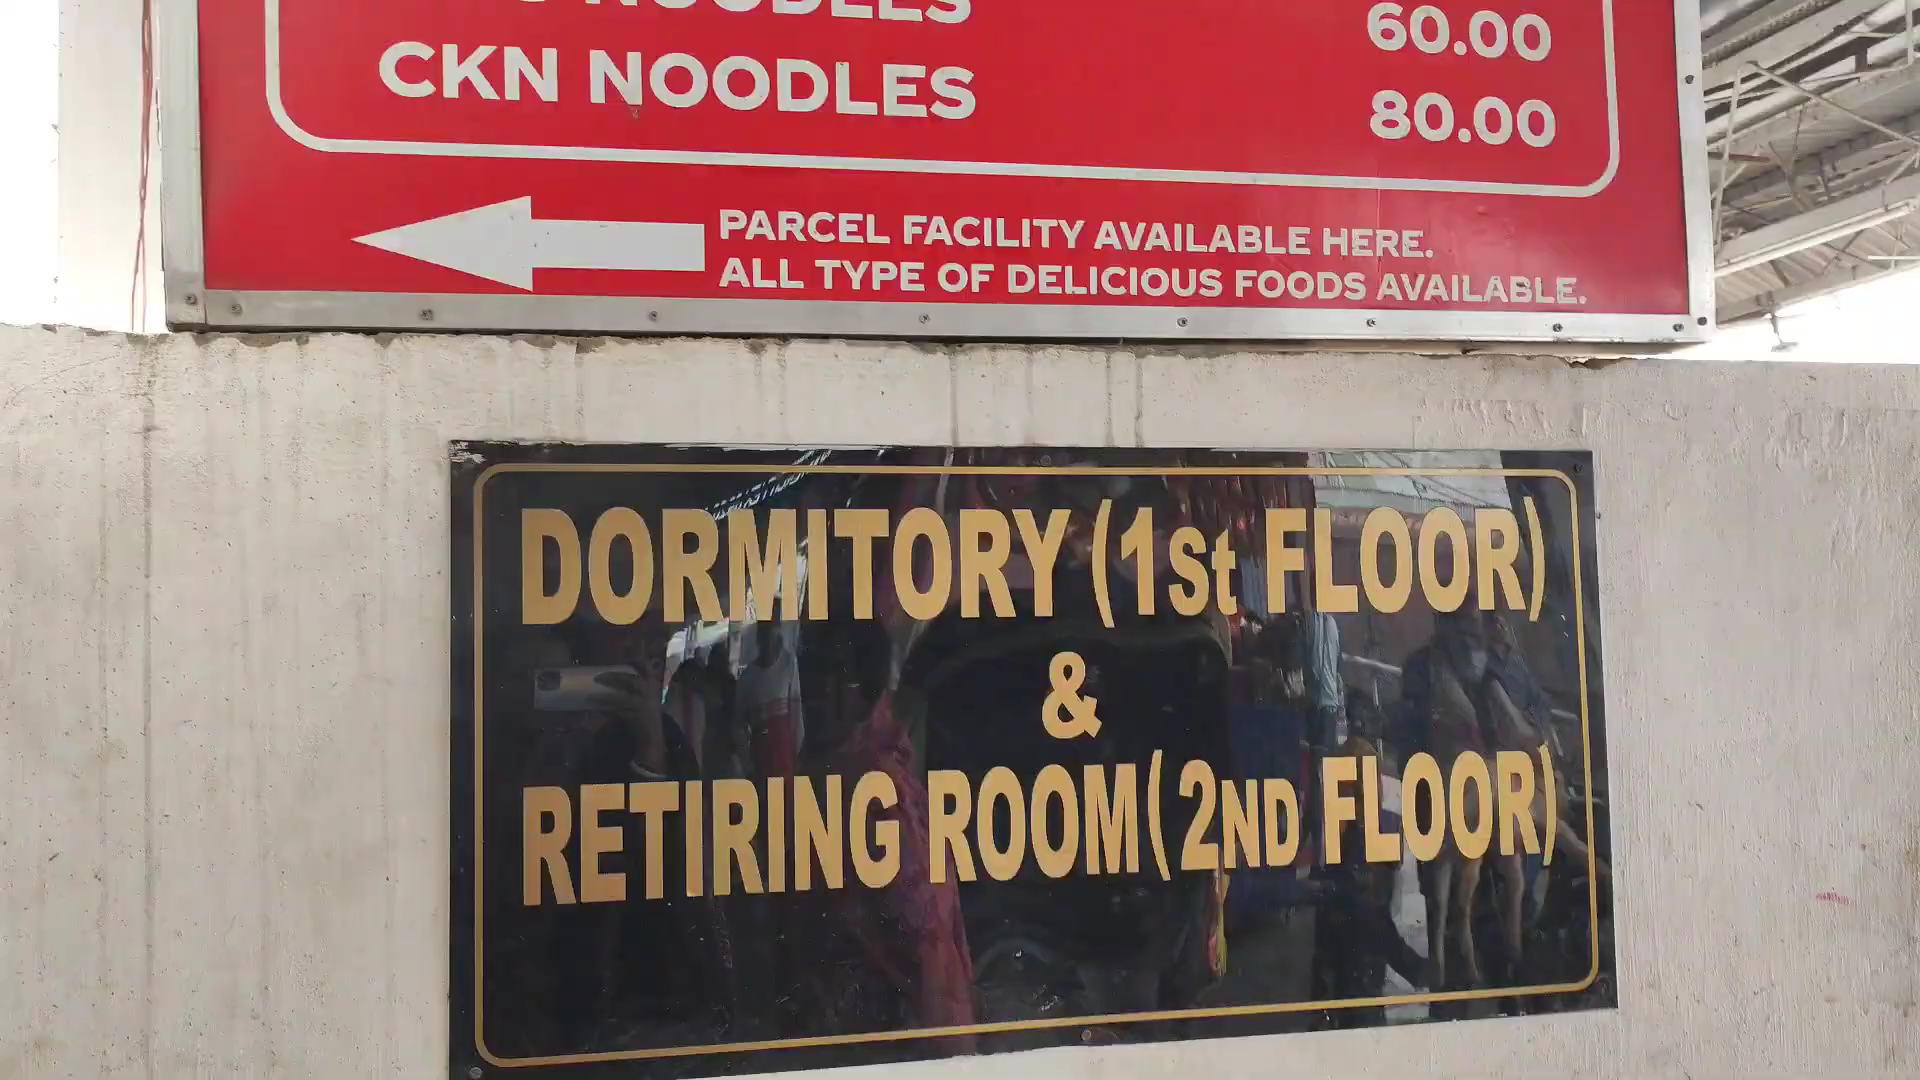 NOODLES 60.00
CKN NOODLES 80.00
PARCEL FACILITY AVAILABLE HERE.
ALL TYPE OF DELICIOUS FOODS AVAILABLE.
DORMITORY (1st FLOOR)
&
RETIRING ROOM (2ND FLOOR)